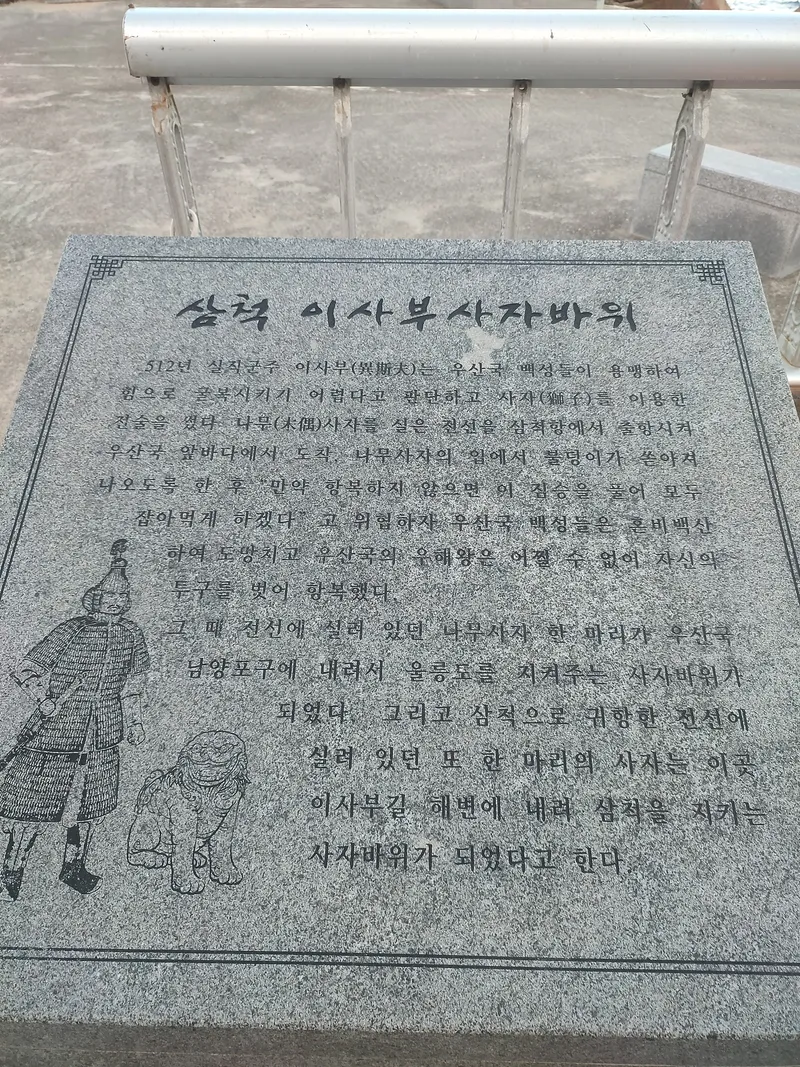 삼척 이사부사자바위
512년 실직군주 이사부(異斯夫)는 우산국 백성들이 용맹하여
힘으로 굴복시키기 어렵다고 판단하고 사자(獅子)를 이용한
전술을 썼다. 나무(木偶)사자를 실은 전선을 삼척항에서 출항시켜
우산국 앞바다에서 도착, 나무사자의 입에서 불덩이가 쏟아져
나오도록 한 후 "만약 항복하지 않으면 이 짐승을 풀어 모두
잡아먹게 하겠다" 고 위협하자 우산국 백성들은 혼비백산
하여 도망치고 우산국의 우해왕은 어쩔 수 없이 자신의
투구를 벗어 항복했다.
그 때 전선에 실려 있던 나무사자 한 마리가 우산국
남양포구에 내려서 울릉도를 지켜주는 사자바위가
되었다. 그리고 삼척으로 귀항한 전선에
실려 있던 또 한 마리의 사자는 이곳
이사부길 해변에 내려 삼척을 지키는
사자바위가 되었다고 한다.